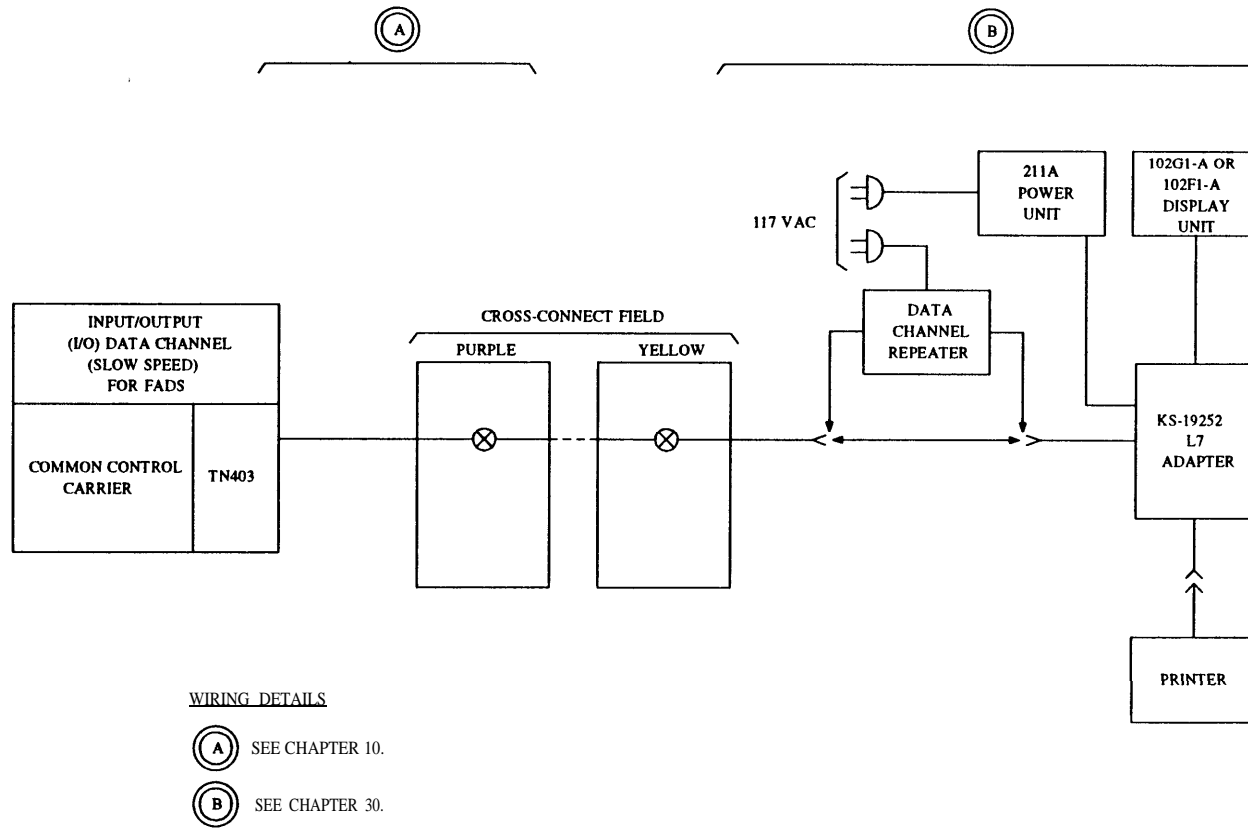 A
B
211A
POWER
UNIT
102G1-A OR
102F1-A
DISPLAY
UNIT
117 VAC
DATA
CHANNEL
REPEATER
CROSS-CONNECT FIELD
PURPLE
YELLOW
INPUT/OUTPUT
(I/O) DATA CHANNEL
(SLOW SPEED)
FOR FADS
COMMON CONTROL
CARRIER
TN403
KS-19252
L7
ADAPTER
PRINTER
WIRING DETAILS
A SEE CHAPTER 10.
B SEE CHAPTER 30.